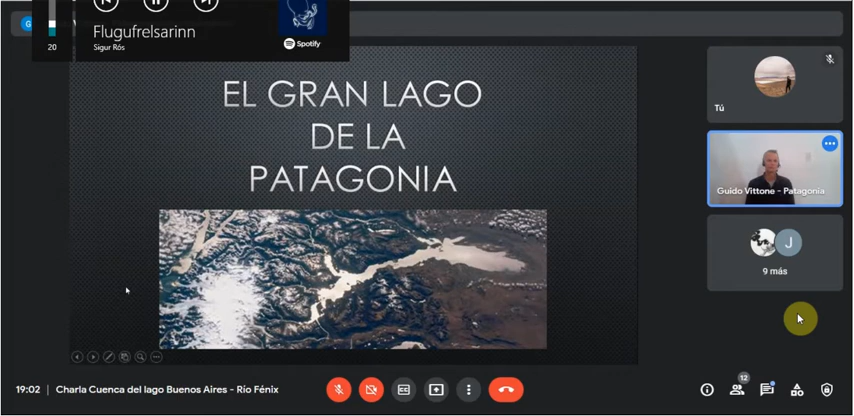 Flugufrelsarinn
20
Sigur Rós
Spotify
EL GRAN LAGO
DE LA
PATAGONIA
Tú
Guido Vittone - Patagonia
J
9 más
19:02
Charla Cuenca del lago Buenos Aires - Río Fénix
12